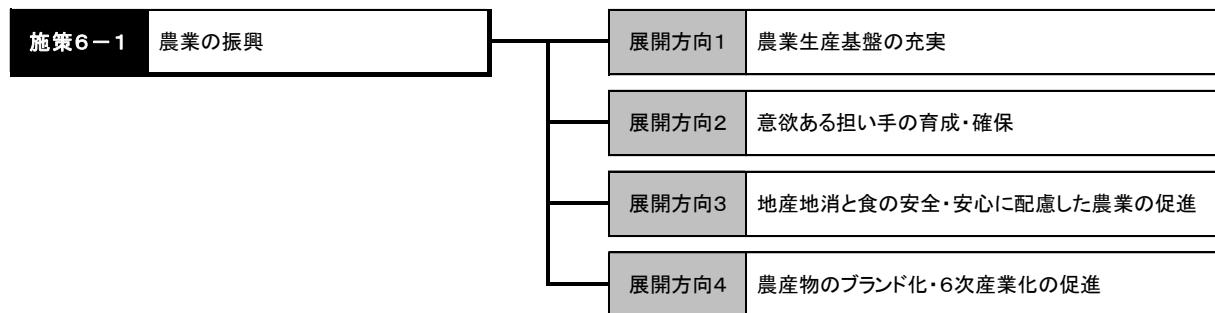 施策6－1 農業の振興
展開方向1 農業生産基盤の充実
展開方向2 意欲ある担い手の育成・確保
展開方向3 地産地消と食の安全・安心に配慮した農業の促進
展開方向4 農産物のブランド化・6次産業化の促進